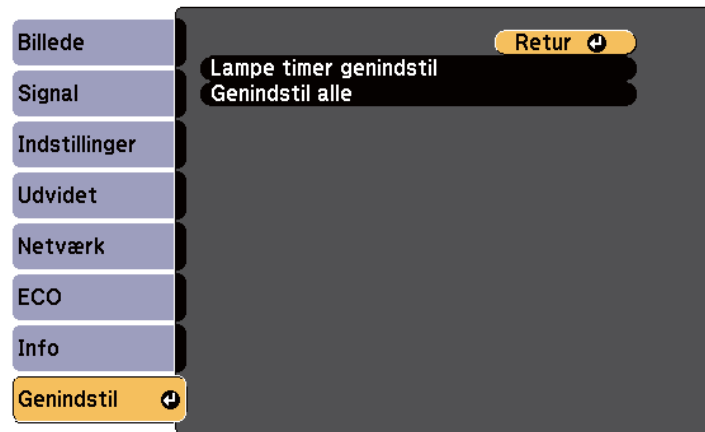 Billede
Signal
Indstillinger
Udvidet
Netværk
ECO
Info
Genindstil
Retur
Lampe timer genindstil
Genindstil alle